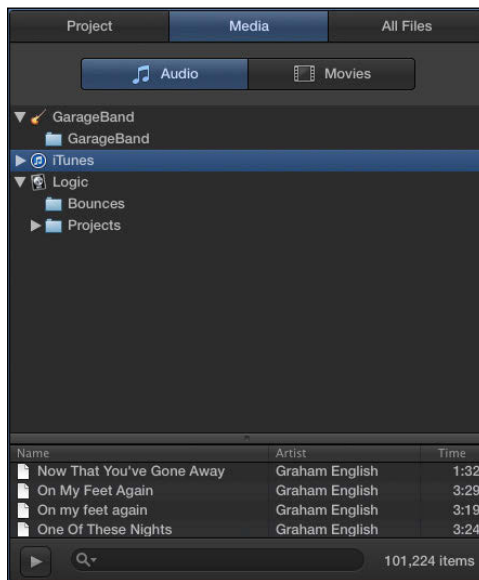 Project Media All Files
Audio Movies
GarageBand
GarageBand
iTunes
Logic
Bounces
Projects
Name Artist Time
Now That You've Gone Away Graham English 1:32
On My Feet Again Graham English 3:29
On my feet again Graham English 3:19
One Of These Nights Graham English 3:24
101,224 items